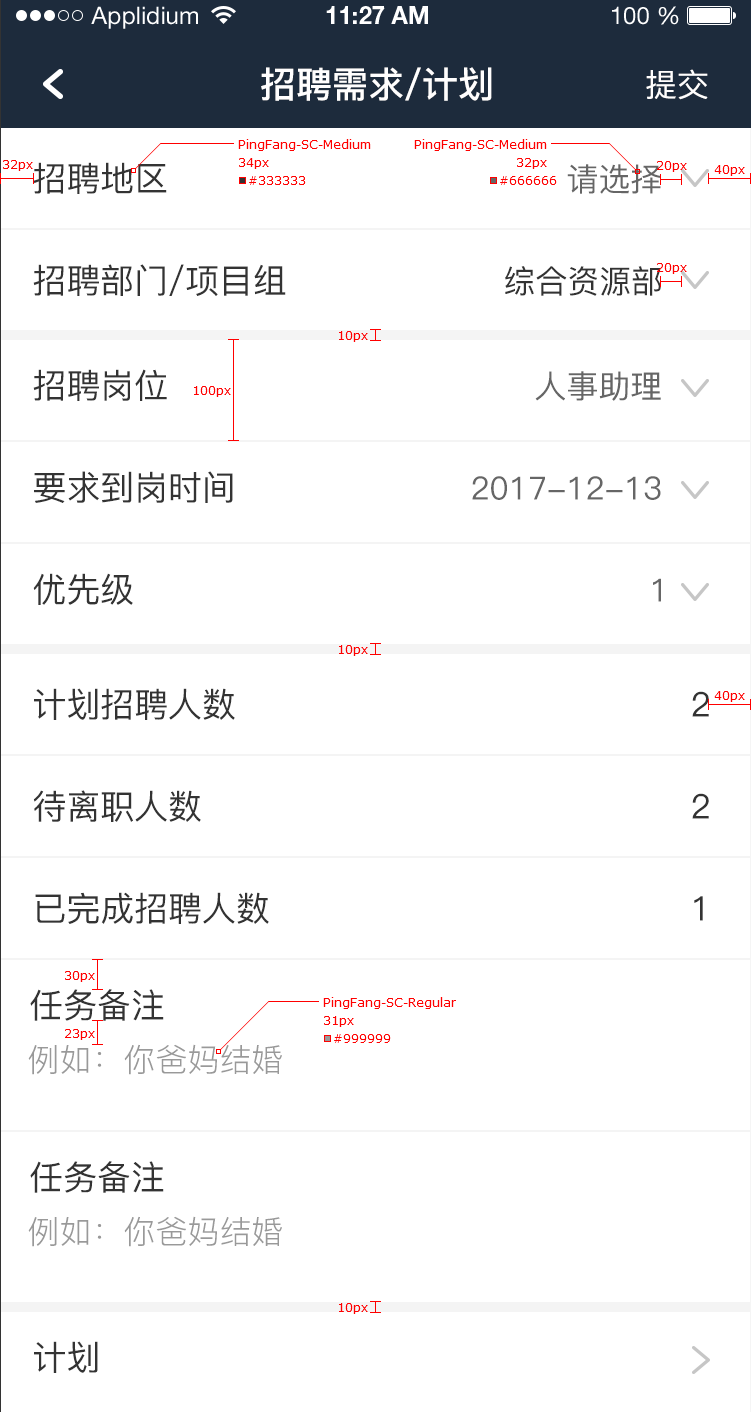 Applidium 11:27 AM 100 %
招聘需求/计划 提交
PingFang-SC-Medium PingFang-SC-Medium
34px 32px
#333333 #666666
32px 招聘地区 请选择 20px 40px
招聘部门/项目组 综合资源部 20px
10px
招聘岗位 100px 人事助理
要求到岗时间 2017-12-13
优先级 1
10px
计划招聘人数 2 40px
待离职人数 2
已完成招聘人数 1
30px
任务备注 PingFang-SC-Regular
31px
23px #999999
例如：你爸妈结婚
任务备注
例如：你爸妈结婚
10px
计划